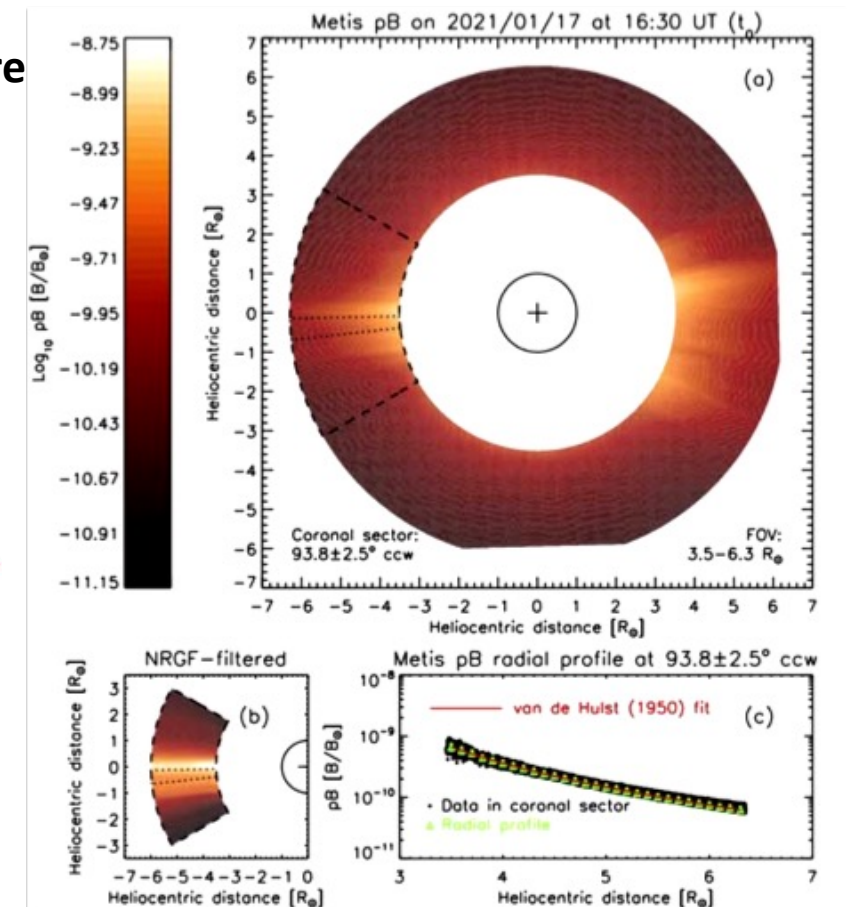 re
Metis pB on 2021/01/17 at 16:30 UT (t0)
(a)
-8.75
-8.99
-9.23
-9.47
-9.71
-9.95
-10.19
-10.43
-10.67
-10.91
-11.15
Log10 pB [B/B⊙]
7
6
5
4
3
2
1
0
-1
-2
-3
-4
-5
-6
-7
Heliocentric distance [R⊙]
Coronal sector:
93.8±2.5° ccw
FOV:
3.5-6.3 R⊙
-7 -6 -5 -4 -3 -2 -1 0 1 2 3 4 5 6 7
Heliocentric distance [R⊙]
NRGF-filtered
(b)
3
2
1
0
-1
-2
-3
Heliocentric distance [R⊙]
-7-6-5-4-3-2-1 0
Heliocentric distance [R⊙]
Metis pB radial profile at 93.8±2.5° ccw
10-8
10-9
10-10
10-11
pB [B/B⊙]
van de Hulst (1950) fit
(c)
Data in coronal sector
Radial profile
3 4 5 6 7
Heliocentric distance [R⊙]